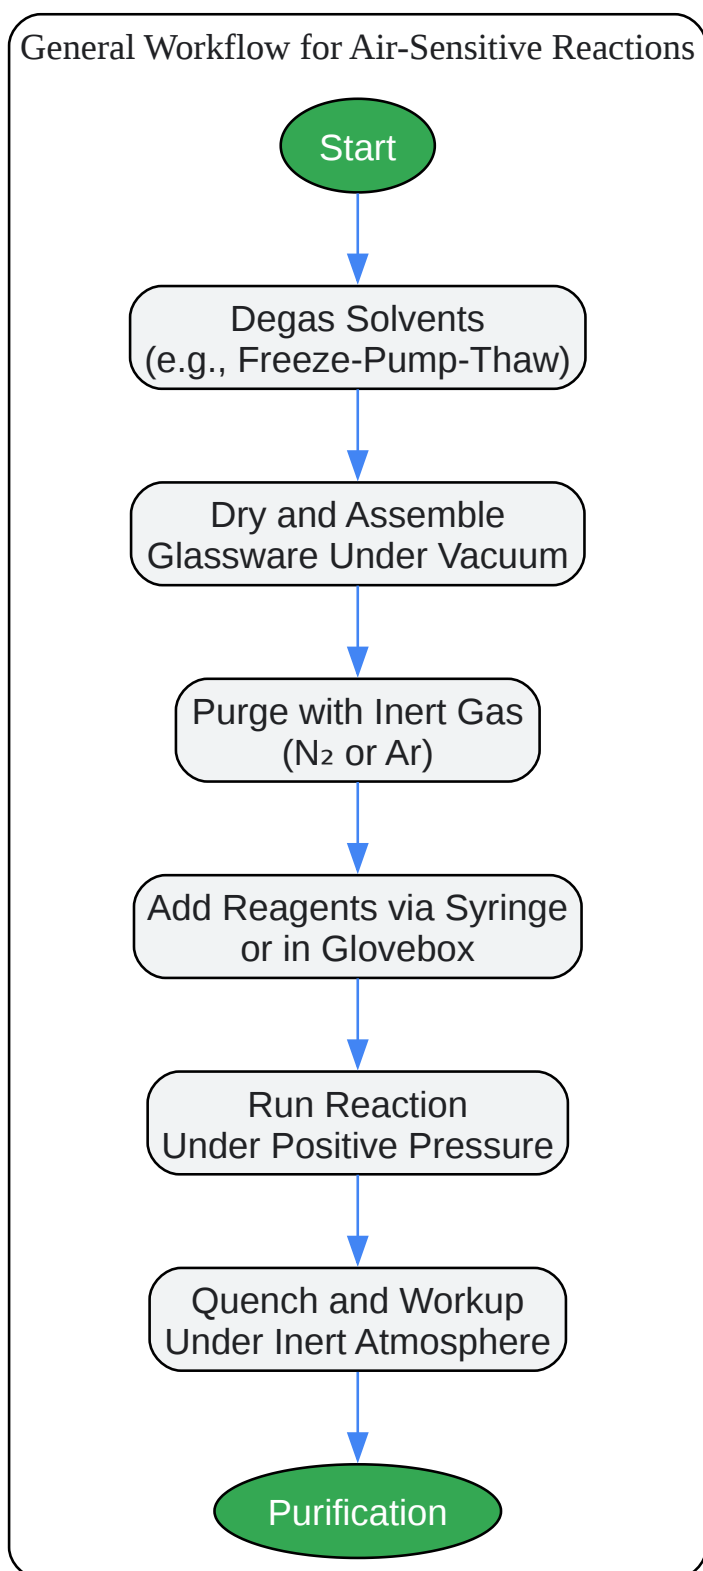 General Workflow for Air-Sensitive Reactions
Start
Degas Solvents
(e.g., Freeze-Pump-Thaw)
Dry and Assemble
Glassware Under Vacuum
Purge with Inert Gas
(N₂ or Ar)
Add Reagents via Syringe
or in Glovebox
Run Reaction
Under Positive Pressure
Quench and Workup
Under Inert Atmosphere
Purification